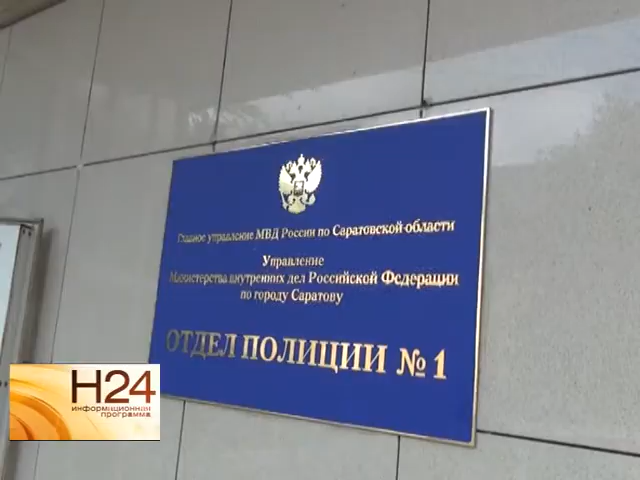 Главное управление МВД России по Саратовской области
Управление
Министерства внутренних дел Российской Федерации
по городу Саратову
ОТДЕЛ ПОЛИЦИИ № 1
Н24
информационная
программа